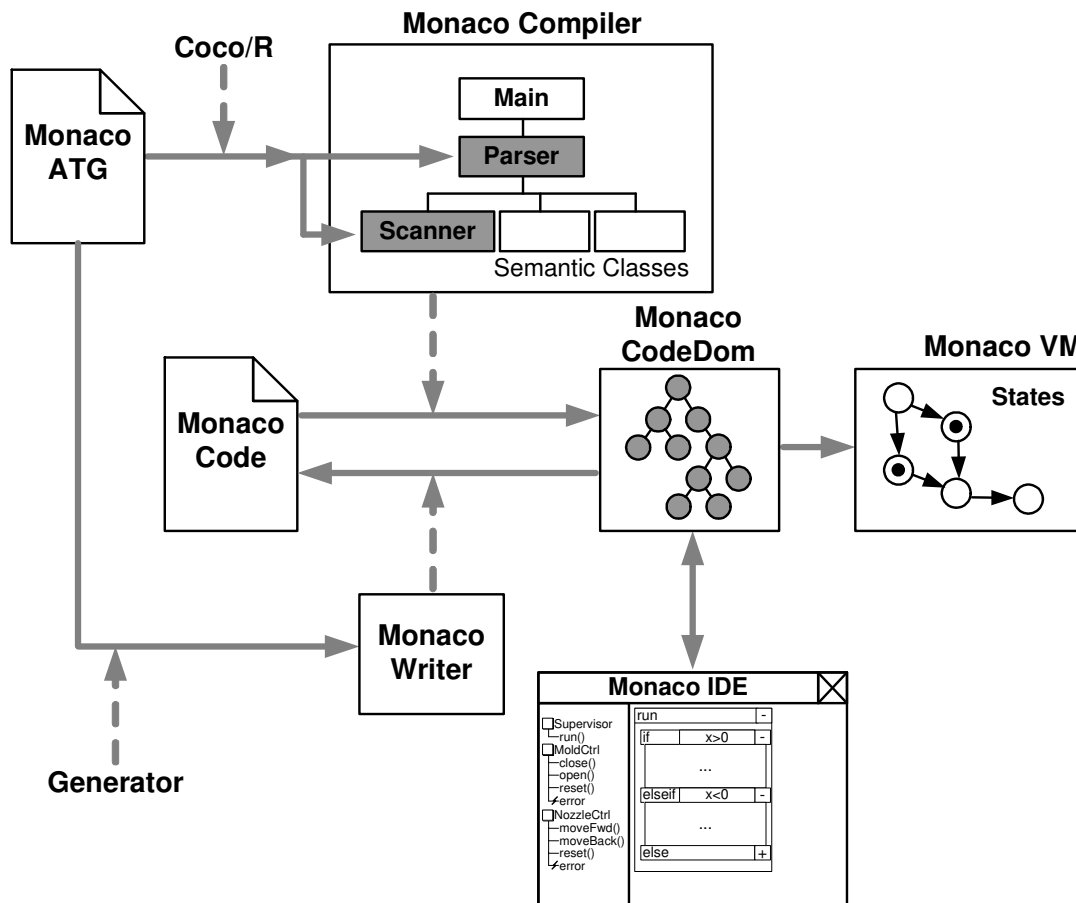 Monaco Compiler
Coco/R
Main
Monaco
ATG
Parser
Scanner
Semantic Classes
Monaco
CodeDom
Monaco VM
States
Monaco
Code
Monaco
Writer
Generator
Monaco IDE
Supervisor
run()
MoldCtrl
close()
open()
reset()
error
NozzleCtrl
moveFwd()
moveBack()
reset()
error
run -
if x>0 -
...
elseif x<0 -
...
else +